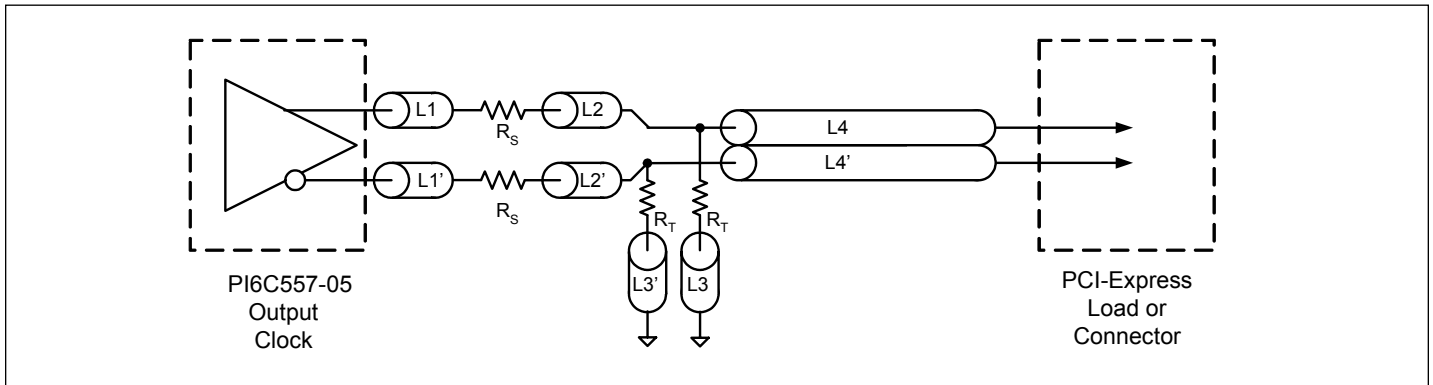 L1
R_S
L2
L4
L1'
R_S
L2'
L4'
R_T
R_T
L3'
L3
PI6C557-05
Output
Clock
PCI-Express
Load or
Connector